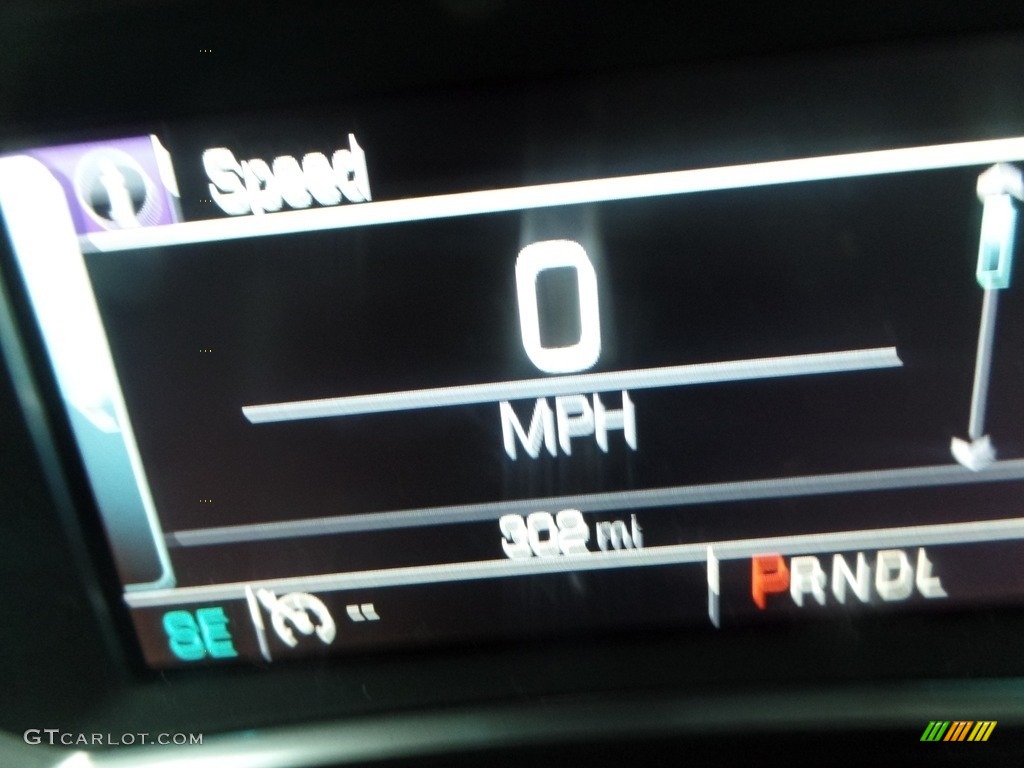 Speed
0
MPH
302 mi
SE
PRNDL
GTCARLOT.COM